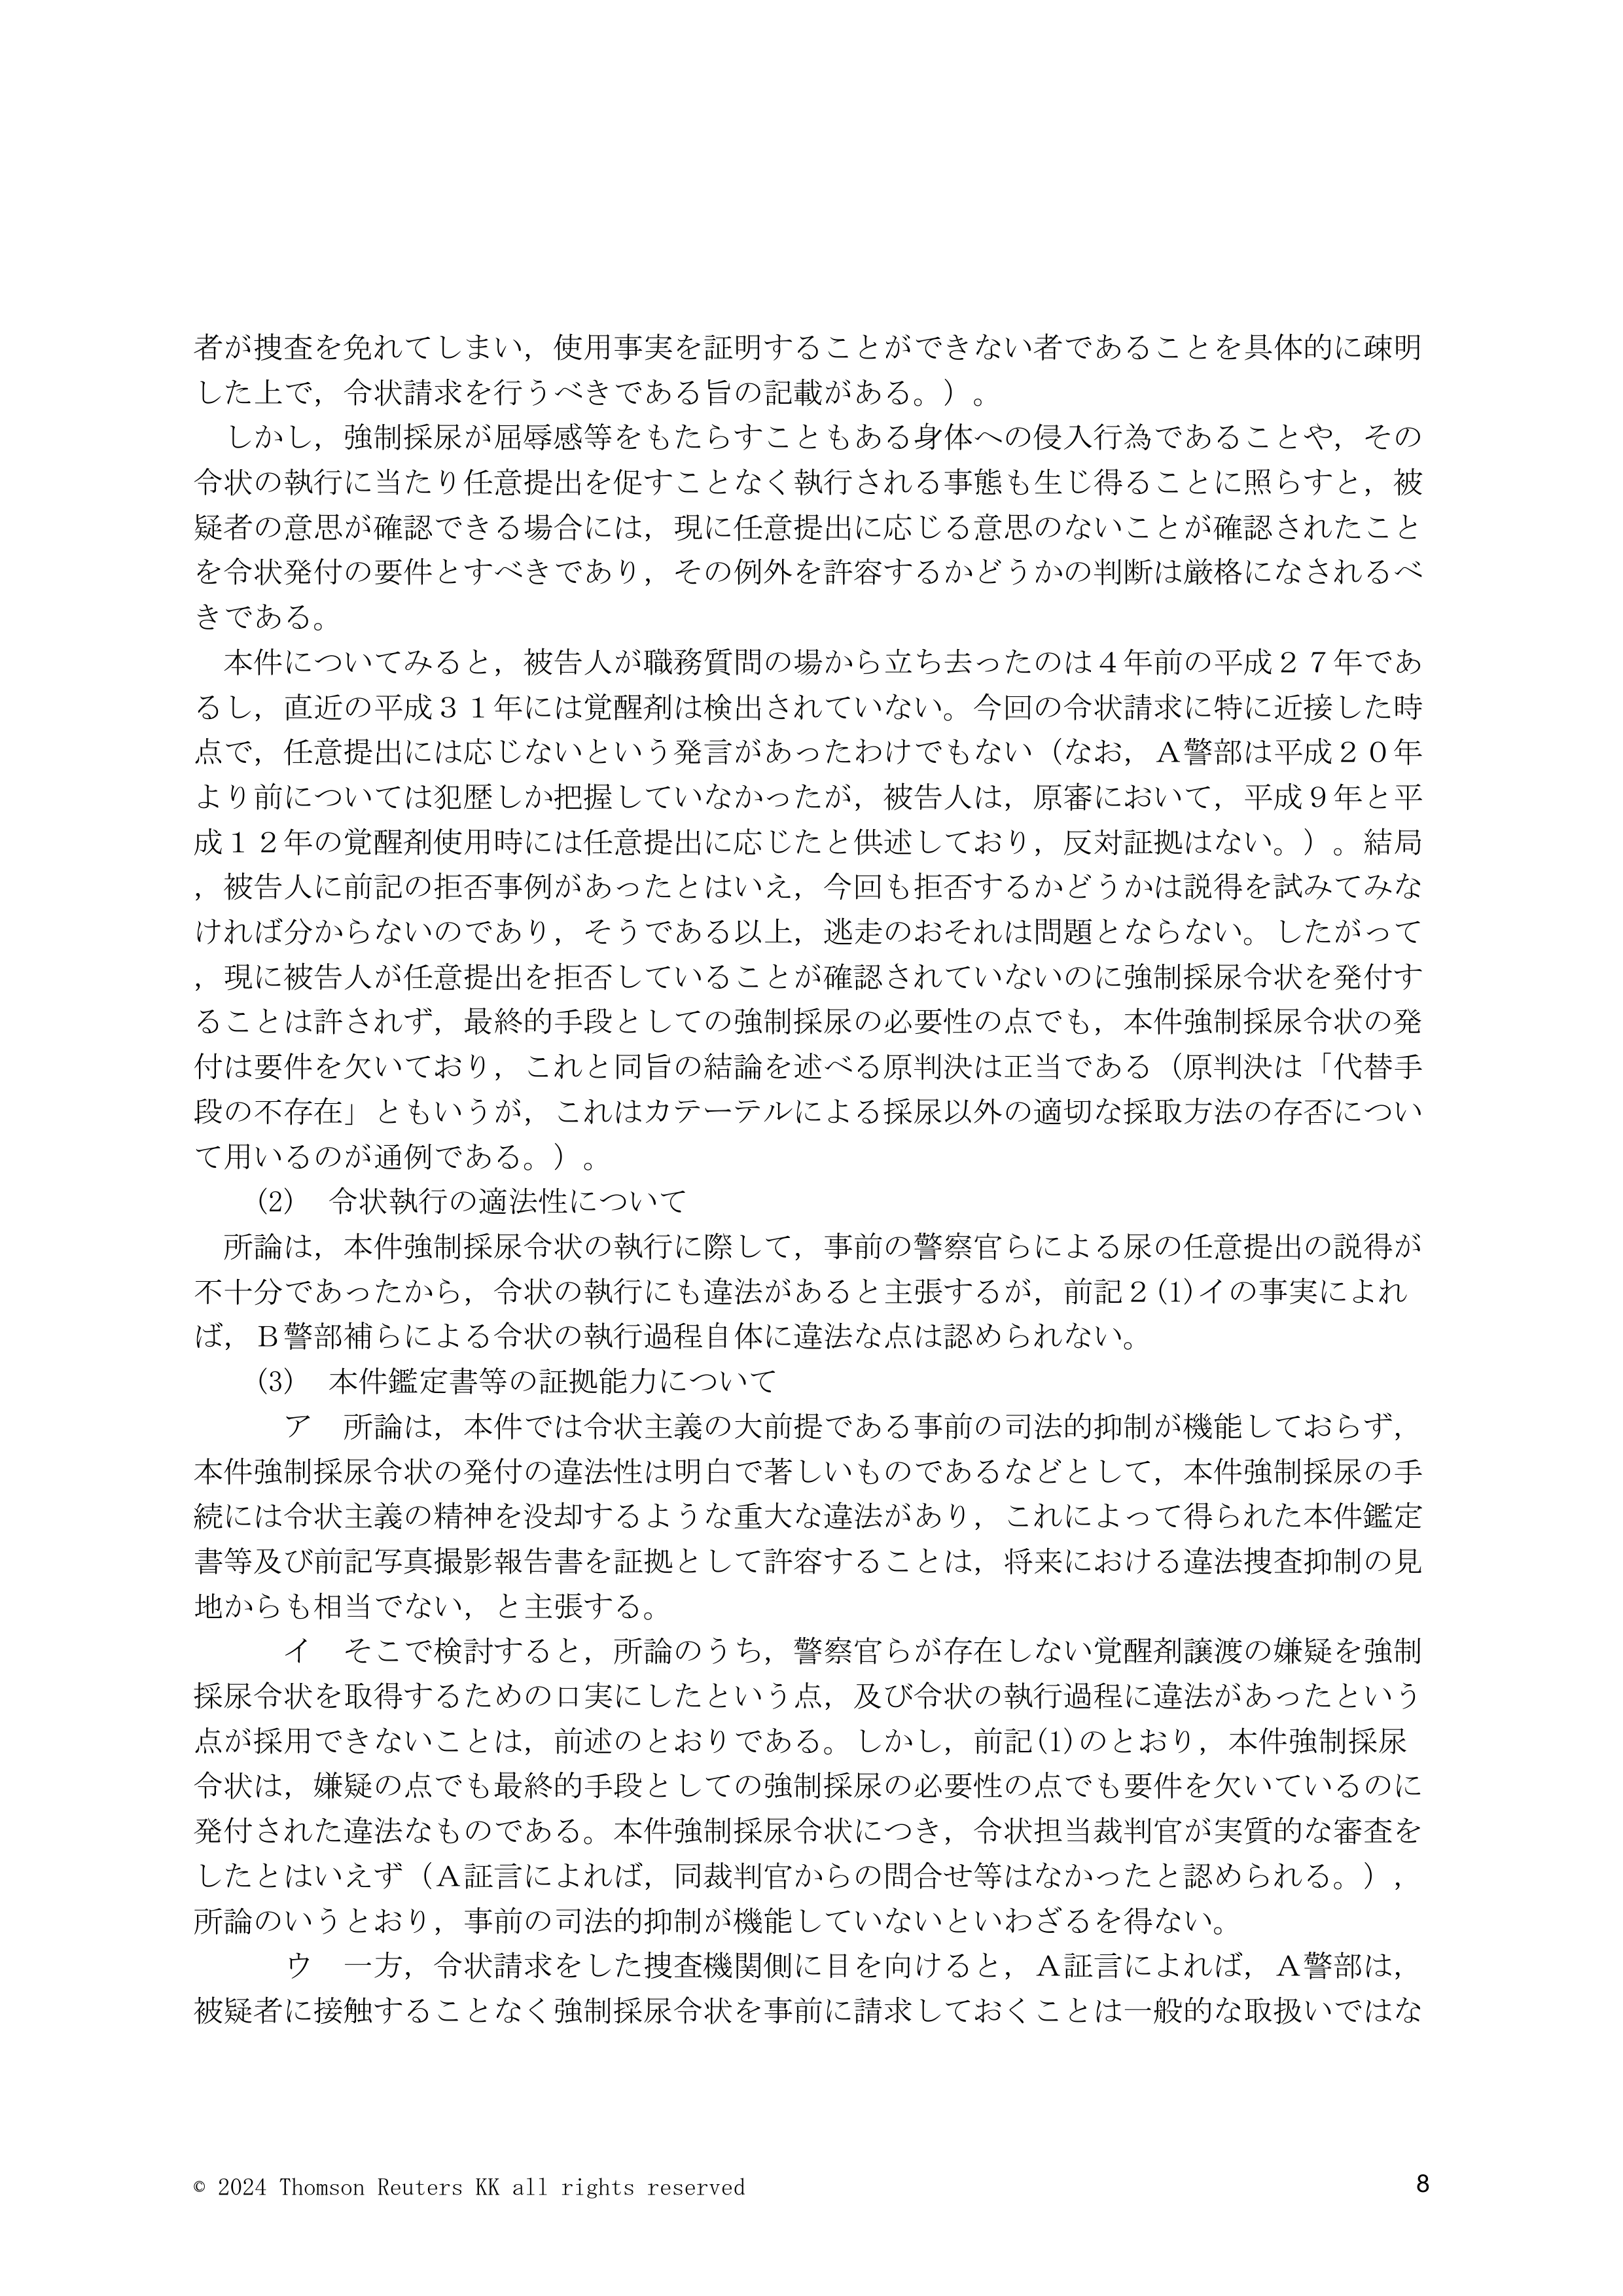 者が捜査を免れてしまい，使用事実を証明することができない者であることを具体的に疎明
した上で，令状請求を行うべきである旨の記載がある。）。
　しかし，強制採尿が屈辱感等をもたらすこともある身体への侵入行為であることや，その
令状の執行に当たり任意提出を促すことなく執行される事態も生じ得ることに照らすと，被
疑者の意思が確認できる場合には，現に任意提出に応じる意思のないことが確認されたこと
を令状発付の要件とすべきであり，その例外を許容するかどうかの判断は厳格になされるべ
きである。
　本件についてみると，被告人が職務質問の場から立ち去ったのは４年前の平成２７年であ
るし，直近の平成３１年には覚醒剤は検出されていない。今回の令状請求に特に近接した時
点で，任意提出には応じないという発言があったわけでもない（なお，Ａ警部は平成２０年
より前については犯歴しか把握していなかったが，被告人は，原審において，平成９年と平
成１２年の覚醒剤使用時には任意提出に応じたと供述しており，反対証拠はない。）。結局
，被告人に前記の拒否事例があったとはいえ，今回も拒否するかどうかは説得を試みてみな
ければ分からないのであり，そうである以上，逃走のおそれは問題とならない。したがって
，現に被告人が任意提出を拒否していることが確認されていないのに強制採尿令状を発付す
ることは許されず，最終的手段としての強制採尿の必要性の点でも，本件強制採尿令状の発
付は要件を欠いており，これと同旨の結論を述べる原判決は正当である（原判決は「代替手
段の不存在」ともいうが，これはカテーテルによる採尿以外の適切な採取方法の存否につい
て用いるのが通例である。）。
　　(2)　令状執行の適法性について
　所論は，本件強制採尿令状の執行に際して，事前の警察官らによる尿の任意提出の説得が
不十分であったから，令状の執行にも違法があると主張するが，前記２(1)イの事実によれ
ば，Ｂ警部補らによる令状の執行過程自体に違法な点は認められない。
　　(3)　本件鑑定書等の証拠能力について
　　　ア　所論は，本件では令状主義の大前提である事前の司法的抑制が機能しておらず，
本件強制採尿令状の発付の違法性は明白で著しいものであるなどとして，本件強制採尿の手
続には令状主義の精神を没却するような重大な違法があり，これによって得られた本件鑑定
書等及び前記写真撮影報告書を証拠として許容することは，将来における違法捜査抑制の見
地からも相当でない，と主張する。
　　　イ　そこで検討すると，所論のうち，警察官らが存在しない覚醒剤譲渡の嫌疑を強制
採尿令状を取得するための口実にしたという点，及び令状の執行過程に違法があったという
点が採用できないことは，前述のとおりである。しかし，前記(1)のとおり，本件強制採尿
令状は，嫌疑の点でも最終的手段としての強制採尿の必要性の点でも要件を欠いているのに
発付された違法なものである。本件強制採尿令状につき，令状担当裁判官が実質的な審査を
したとはいえず（Ａ証言によれば，同裁判官からの問合せ等はなかったと認められる。），
所論のいうとおり，事前の司法的抑制が機能していないといわざるを得ない。
　　　ウ　一方，令状請求をした捜査機関側に目を向けると，Ａ証言によれば，Ａ警部は，
被疑者に接触することなく強制採尿令状を事前に請求しておくことは一般的な取扱いではな
© 2024 Thomson Reuters KK all rights reserved
8